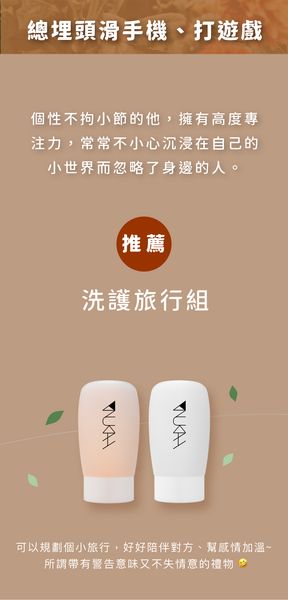 總埋頭滑手機、打遊戲
個性不拘小節的他，擁有高度專
注力，常常不小心沉浸在自己的
小世界而忽略了身邊的人。
推薦
洗護旅行組
可以規劃個小旅行，好好陪伴對方、幫感情加溫~
所謂帶有警告意味又不失情意的禮物 🤣